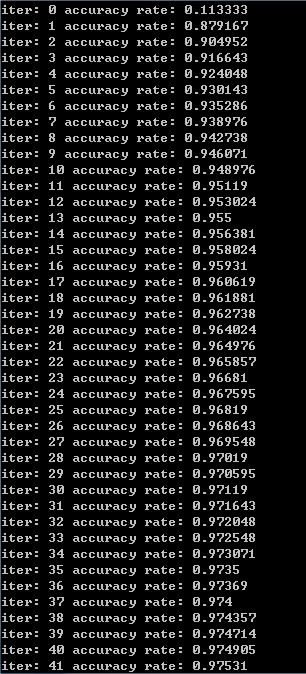 iter: 0 accuracy rate: 0.113333
iter: 1 accuracy rate: 0.879167
iter: 2 accuracy rate: 0.904952
iter: 3 accuracy rate: 0.916643
iter: 4 accuracy rate: 0.924048
iter: 5 accuracy rate: 0.930143
iter: 6 accuracy rate: 0.935286
iter: 7 accuracy rate: 0.938976
iter: 8 accuracy rate: 0.942738
iter: 9 accuracy rate: 0.946071
iter: 10 accuracy rate: 0.948976
iter: 11 accuracy rate: 0.95119
iter: 12 accuracy rate: 0.953024
iter: 13 accuracy rate: 0.955
iter: 14 accuracy rate: 0.956381
iter: 15 accuracy rate: 0.958024
iter: 16 accuracy rate: 0.95931
iter: 17 accuracy rate: 0.960619
iter: 18 accuracy rate: 0.961881
iter: 19 accuracy rate: 0.962738
iter: 20 accuracy rate: 0.964024
iter: 21 accuracy rate: 0.964976
iter: 22 accuracy rate: 0.965857
iter: 23 accuracy rate: 0.96681
iter: 24 accuracy rate: 0.967595
iter: 25 accuracy rate: 0.96819
iter: 26 accuracy rate: 0.968643
iter: 27 accuracy rate: 0.969548
iter: 28 accuracy rate: 0.97019
iter: 29 accuracy rate: 0.970595
iter: 30 accuracy rate: 0.97119
iter: 31 accuracy rate: 0.971643
iter: 32 accuracy rate: 0.972048
iter: 33 accuracy rate: 0.972548
iter: 34 accuracy rate: 0.973071
iter: 35 accuracy rate: 0.9735
iter: 36 accuracy rate: 0.97369
iter: 37 accuracy rate: 0.974
iter: 38 accuracy rate: 0.974357
iter: 39 accuracy rate: 0.974714
iter: 40 accuracy rate: 0.974905
iter: 41 accuracy rate: 0.97531